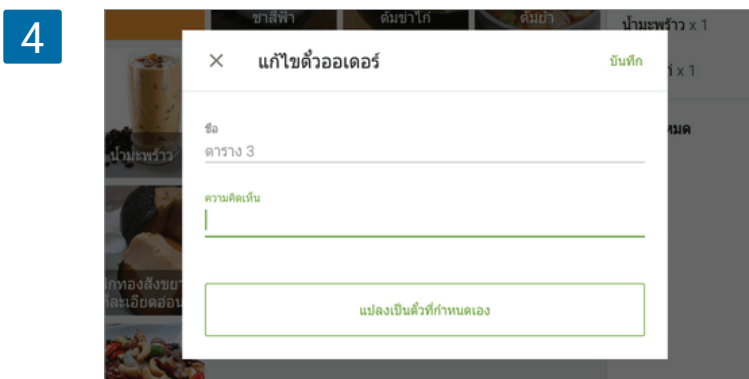 4
ชาสีฟ้า
ต้มข่าไก่
ต้มยำ
น้ำมะพร้าว x 1
แก้ไขตั๋วออเดอร์
บันทึก
x 1
ชื่อ
ตาราง 3
น้ำมะพร้าว
ความคิดเห็น
แปลงเป็นตั๋วที่กำหนดเอง